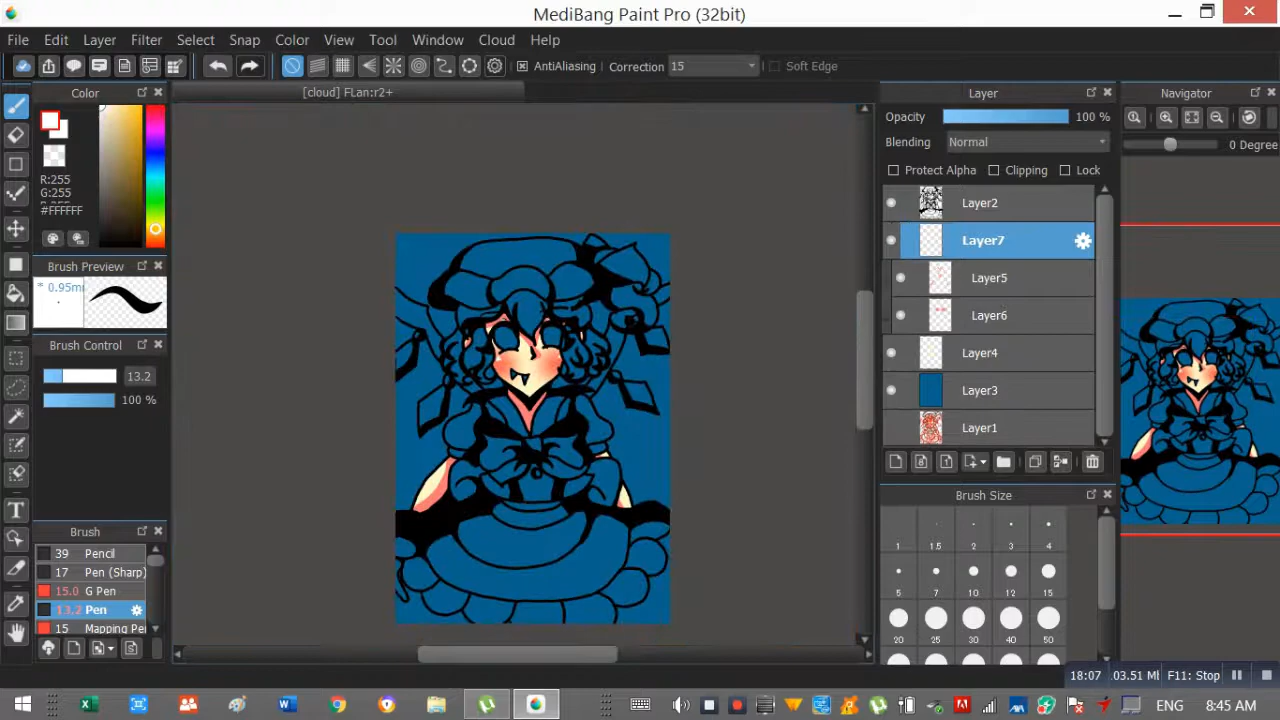 MediBang Paint Pro (32bit)
File Edit Layer Filter Select Snap Color View Tool Window Cloud Help
AntiAliasing Correction 15 Soft Edge
Color
[cloud] FLan:r2+
Layer
Navigator
Opacity 100 %
Blending Normal
0 Degree
Protect Alpha Clipping Lock
R:255
G:255
R:255
#FFFFFF
Layer2
Layer7
Layer5
Layer6
Layer4
Layer3
Layer1
Brush Preview
* 0.95m
Brush Control
13.2
100 %
Brush Size
1 1.5 2 3 4
5 7 10 12 15
20 25 30 40 50
Brush
39 Pencil
17 Pen (Sharp)
15.0 G Pen
13.2 Pen
15 Mapping Pen
18:07 03.51 MI F11: Stop
ENG 8:45 AM